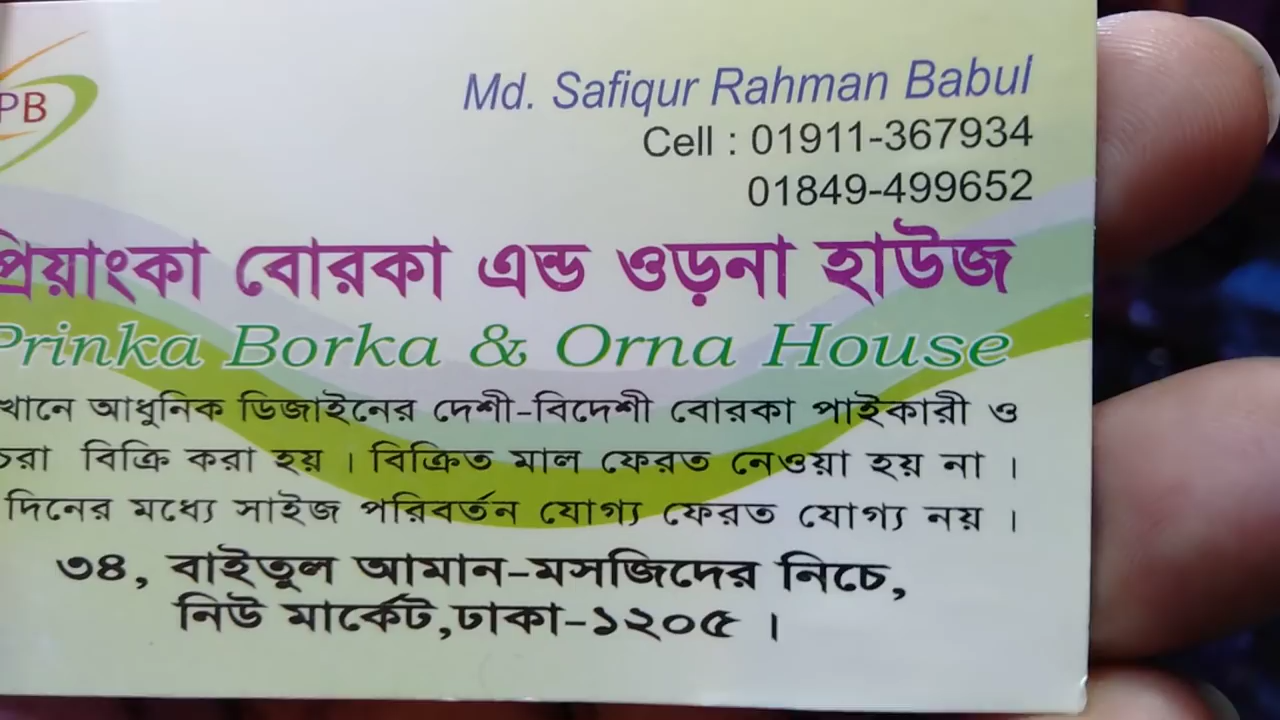 PB
Md. Safiqur Rahman Babul
Cell : 01911-367934
01849-499652
প্রিয়াংকা বোরকা এন্ড ওড়না হাউজ
Prinka Borka & Orna House
আধুনিক ডিজাইনের দেশী-বিদেশী বোরকা পাইকারী ও
বিক্রি করা হয় । বিক্রিত মাল ফেরত নেওয়া হয় না ।
দিনের মধ্যে সাইজ পরিবর্তন যোগ্য ফেরত যোগ্য নয় ।
৩৪, বাইতুল আমান-মসজিদের নিচে,
নিউ মার্কেট,ঢাকা-১২০৫ ।